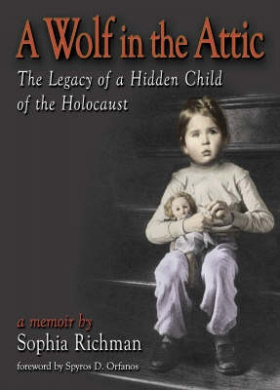 A Wolf in the Attic
The Legacy of a Hidden Child
of the Holocaust
a memoir by
Sophia Richman
foreword by Spyros D. Orfanos